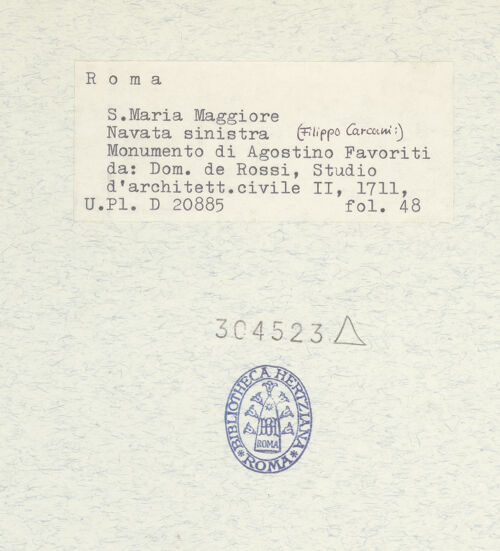 Roma
S.Maria Maggiore
Navata sinistra (Filippo Carcani:)
Monumento di Agostino Favoriti
da: Dom. de Rossi, Studio
d'architett.civile II, 1711,
U.Pl. D 20885 fol. 48
304523
BIBLIOTHECA HERTZIANA
ROMA
* ROMA *